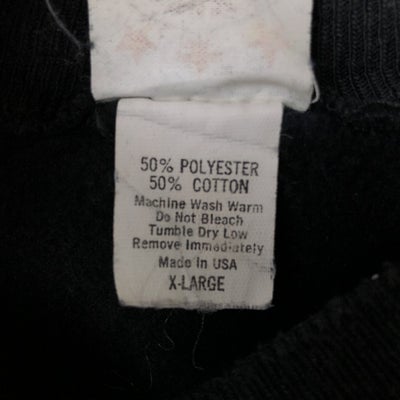 50% POLYESTER
50% COTTON
Machine Wash Warm
Do Not Bleach
Tumble Dry Low
Remove Immediately
Made In USA
X-LARGE